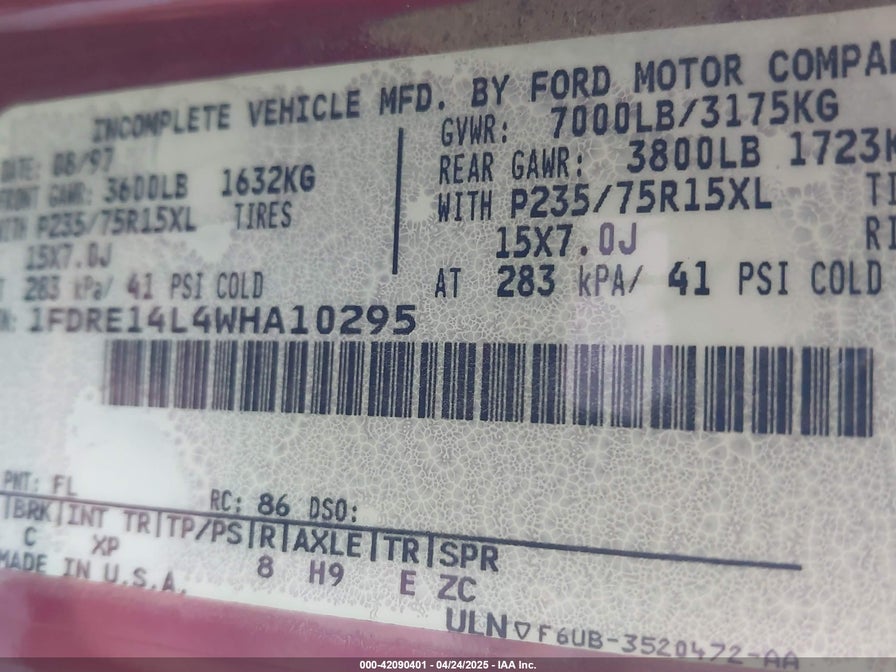 INCOMPLETE VEHICLE MFD. BY FORD MOTOR
DATE: 08/97
GVWR: 7000LB/3175KG
FRONT GAWR: 3600LB 1632KG
REAR GAWR: 3800LB 1723K
WITH P235/75R15XL TIRES
WITH P235/75R15XL
15X7.0J
15X7.0J
283 kPa/ 41 PSI COLD
AT 283 kPa/ 41 PSI COLD
1FDRE14L4WHA10295
PNT: FL
RC: 86 DSO:
BRK INT TR TP/PS R AXLE TR SPR
C XP 8 H9 E ZC
MADE IN U.S.A.
ULN ▽ F6UB-3520472-AA
000-42090401 - 04/24/2025 - IAA Inc.